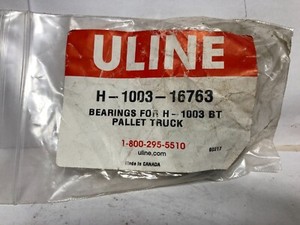 ULINE
H-1003-16763
BEARINGS FOR H-1003 BT
PALLET TRUCK
1-800-295-5510
uline.com
Made in CANADA